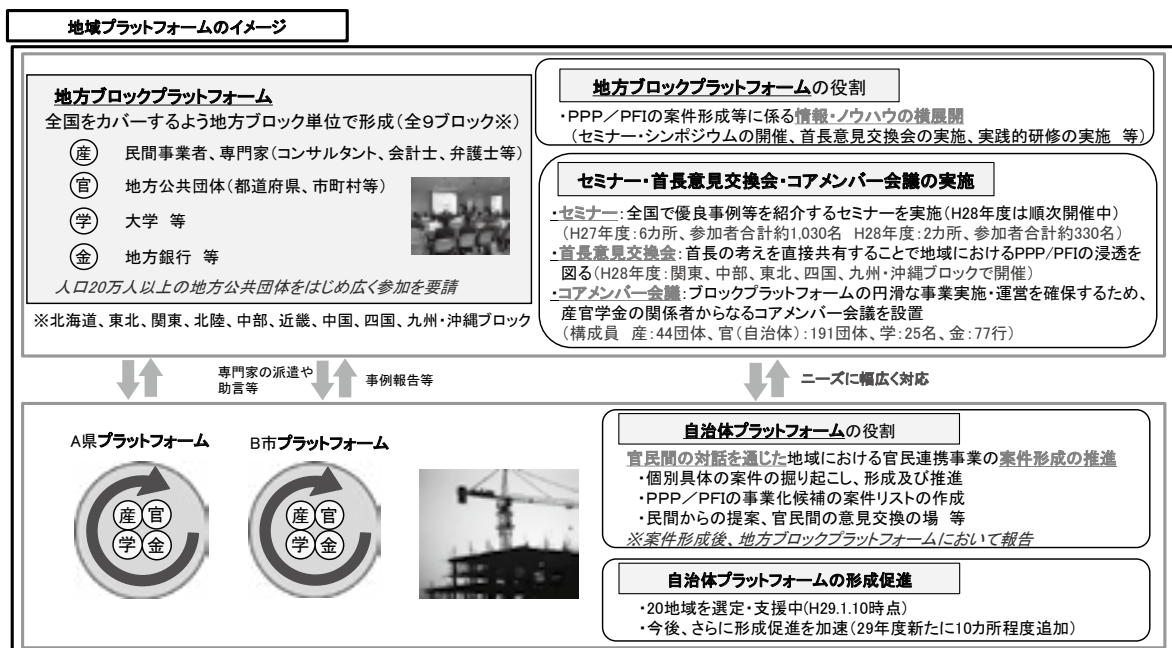 地域プラットフォームのイメージ
地方ブロックプラットフォーム
全国をカバーするよう地方ブロック単位で形成(全9ブロック※)
産 民間事業者、専門家(コンサルタント、会計士、弁護士等)
官 地方公共団体(都道府県、市町村等)
学 大学 等
金 地方銀行 等
人口20万人以上の地方公共団体をはじめ広く参加を要請
※北海道、東北、関東、北陸、中部、近畿、中国、四国、九州・沖縄ブロック
地方ブロックプラットフォームの役割
・PPP/PFIの案件形成等に係る情報・ノウハウの横展開
(セミナー・シンポジウムの開催、首長意見交換会の実施、実践的研修の実施 等)
セミナー・首長意見交換会・コアメンバー会議の実施
・セミナー:全国で優良事例等を紹介するセミナーを実施(H28年度は順次開催中)
(H27年度:6カ所、参加者合計約1,030名 H28年度:2カ所、参加者合計約330名)
・首長意見交換会:首長の考えを直接共有することで地域におけるPPP/PFIの浸透を
図る(H28年度:関東、中部、東北、四国、九州・沖縄ブロックで開催)
・コアメンバー会議:ブロックプラットフォームの円滑な事業実施・運営を確保するため、
産官学金の関係者からなるコアメンバー会議を設置
(構成員 産:44団体、官(自治体):191団体、学:25名、金:77行)
専門家の派遣や
助言等
事例報告等
ニーズに幅広く対応
A県プラットフォーム
B市プラットフォーム
産 官
学 金
産 官
学 金
自治体プラットフォームの役割
官民間の対話を通じた地域における官民連携事業の案件形成の推進
・個別具体の案件の掘り起こし、形成及び推進
・PPP/PFIの事業化候補の案件リストの作成
・民間からの提案、官民間の意見交換の場 等
※案件形成後、地方ブロックプラットフォームにおいて報告
自治体プラットフォームの形成促進
・20地域を選定・支援中(H29.1.10時点)
・今後、さらに形成促進を加速(29年度新たに10カ所程度追加)